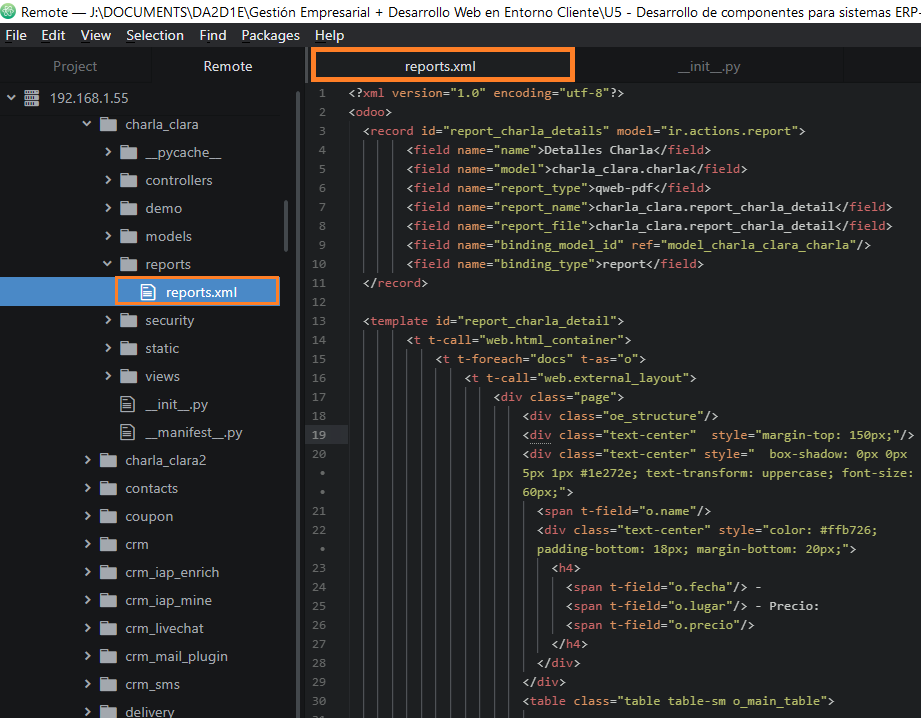 Remote — J:\DOCUMENTS\DA2D1E\Gestión Empresarial + Desarrollo Web en Entorno Cliente\U5 - Desarrollo de componentes para sistemas ERP-
File Edit View Selection Find Packages Help
Project Remote
192.168.1.55
charla_clara
__pycache__
controllers
demo
models
reports
reports.xml
security
static
views
__init__.py
__manifest__.py
charla_clara2
contacts
coupon
crm
crm_iap_enrich
crm_iap_mine
crm_livechat
crm_mail_plugin
crm_sms
delivery
reports.xml __init__.py
1 <?xml version="1.0" encoding="utf-8"?>
2 <odoo>
3 <record id="report_charla_details" model="ir.actions.report">
4 <field name="name">Detalles Charla</field>
5 <field name="model">charla_clara.charla</field>
6 <field name="report_type">qweb-pdf</field>
7 <field name="report_name">charla_clara.report_charla_detail</field>
8 <field name="report_file">charla_clara.report_charla_detail</field>
9 <field name="binding_model_id" ref="model_charla_clara_charla"/>
10 <field name="binding_type">report</field>
11 </record>
12
13 <template id="report_charla_detail">
14 <t t-call="web.html_container">
15 <t t-foreach="docs" t-as="o">
16 <t t-call="web.external_layout">
17 <div class="page">
18 <div class="oe_structure"/>
19 <div class="text-center"  style="margin-top: 150px;"/>
20 <div class="text-center" style="  box-shadow: 0px 0px
• 5px 1px #1e272e; text-transform: uppercase; font-size:
• 60px;">
21 <span t-field="o.name"/>
22 <div class="text-center" style="color: #ffb726;
• padding-bottom: 18px; margin-bottom: 20px;">
23 <h4>
24 <span t-field="o.fecha"/> -
25 <span t-field="o.lugar"/> - Precio:
26 <span t-field="o.precio"/>
27 </h4>
28 </div>
29 </div>
30 <table class="table table-sm o_main_table">